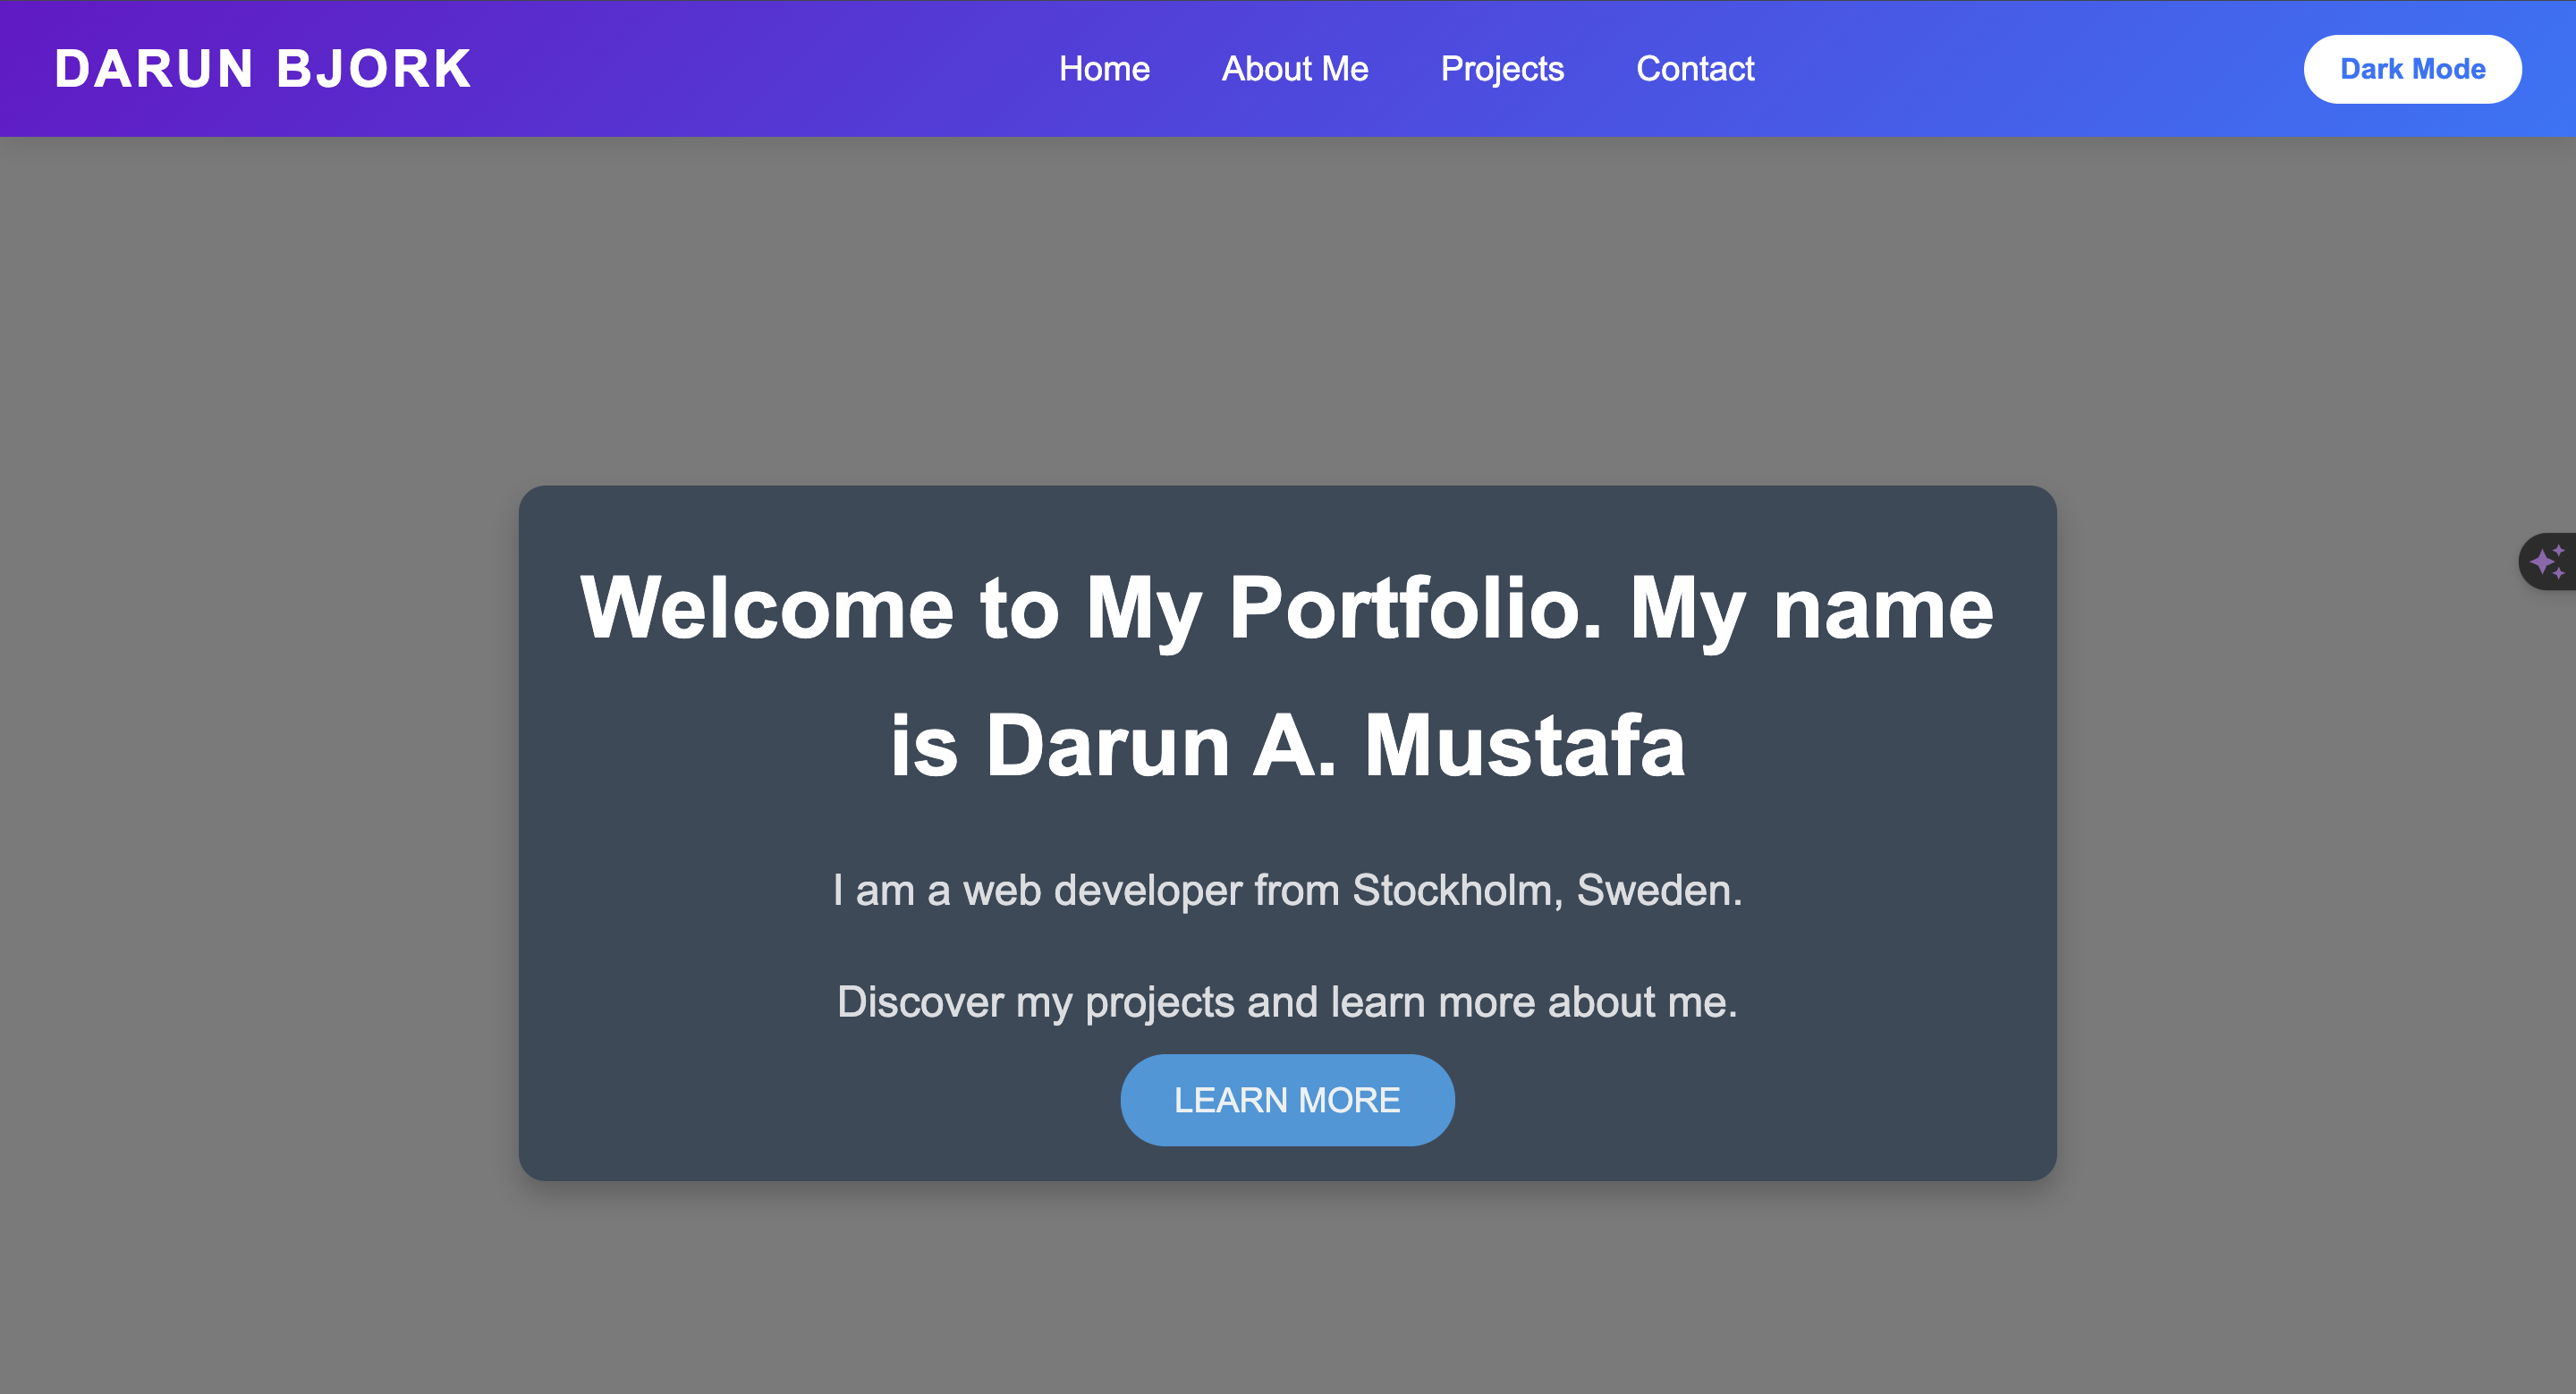 DARUN BJORK
Home
About Me
Projects
Contact
Dark Mode
Welcome to My Portfolio. My name
is Darun A. Mustafa
I am a web developer from Stockholm, Sweden.
Discover my projects and learn more about me.
LEARN MORE